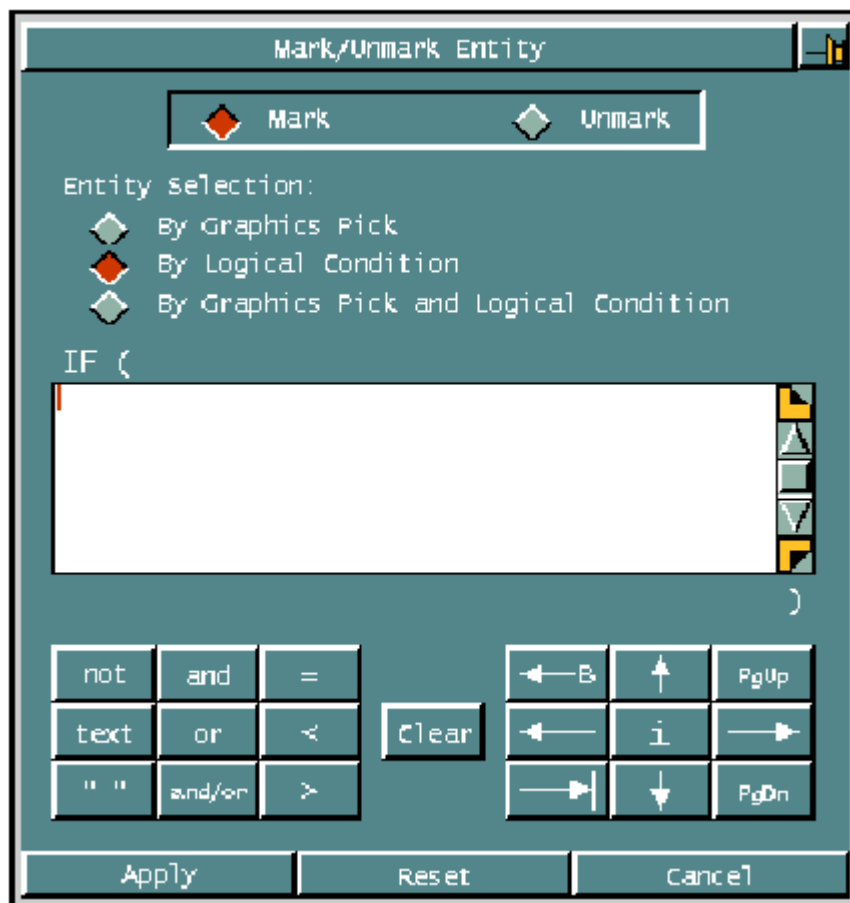 Mark/Unmark Entity
Mark Unmark
Entity Selection:
By Graphics Pick
By Logical Condition
By Graphics Pick and Logical Condition
IF (
)
not and = B PgUp
text or < Clear i
" " and/or > PgDn
Apply Reset Cancel